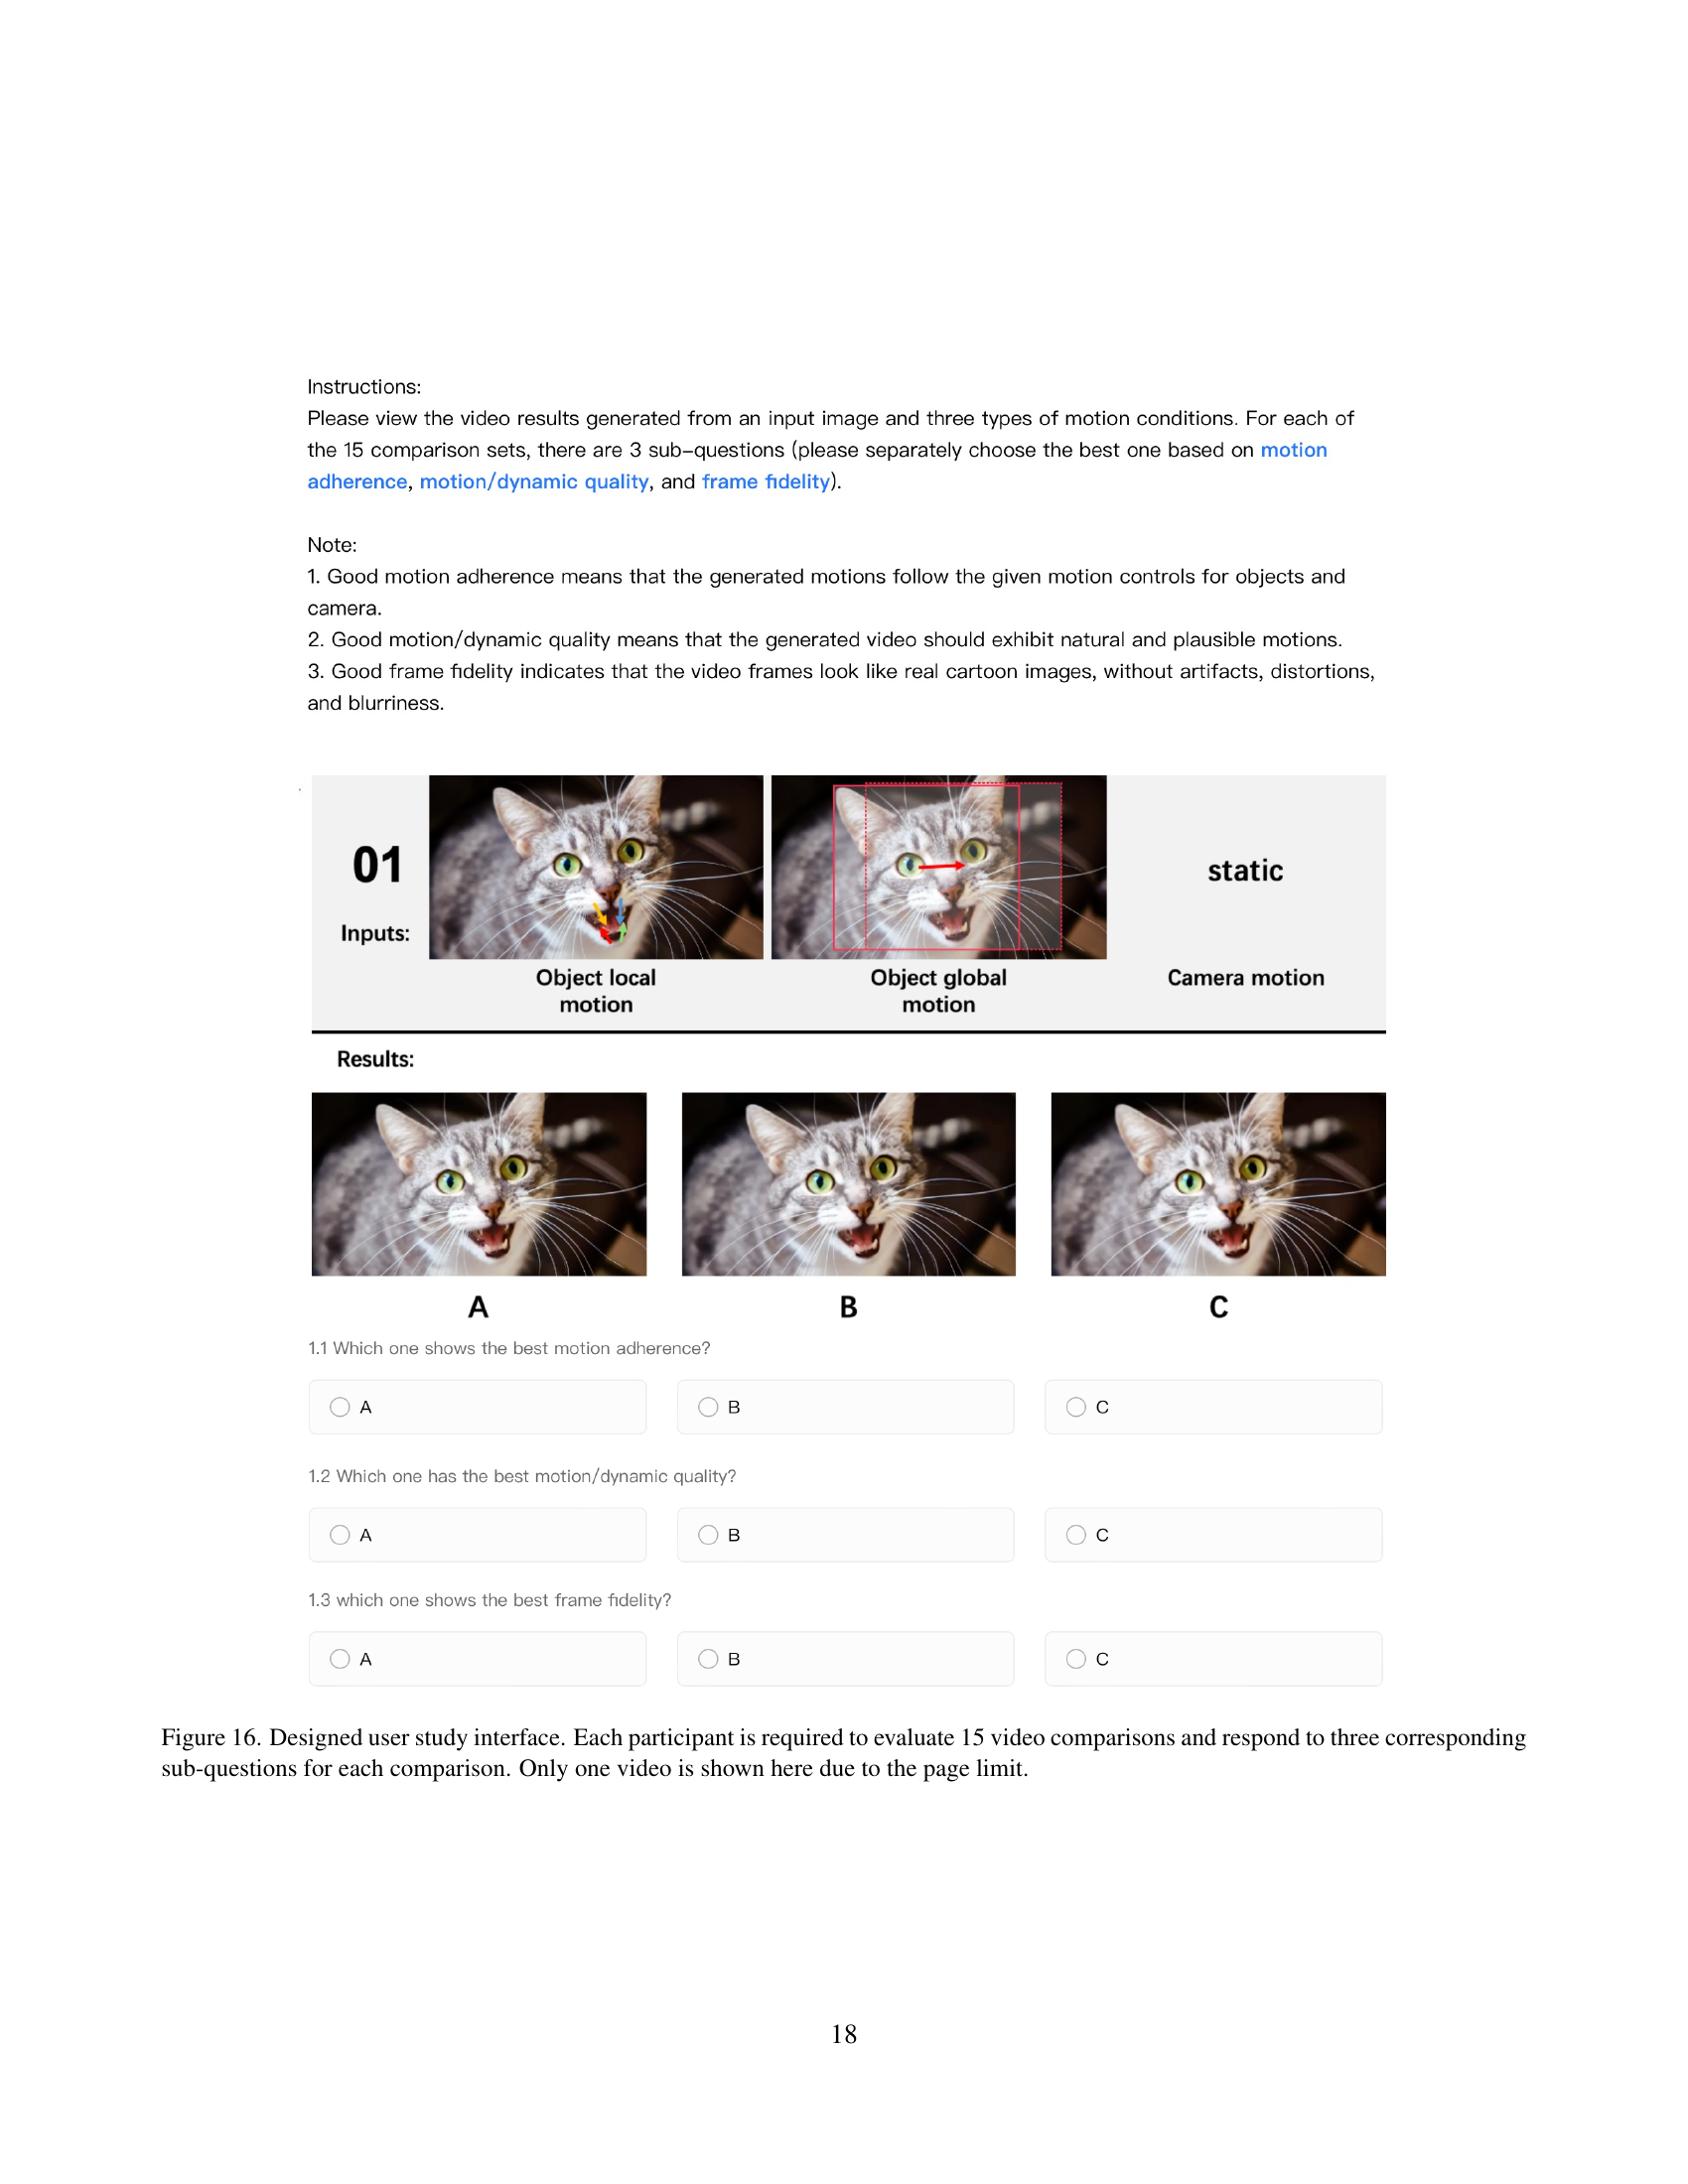 Instructions:
Please view the video results generated from an input image and three types of motion conditions. For each of
the 15 comparison sets, there are 3 sub-questions (please separately choose the best one based on motion
adherence, motion/dynamic quality, and frame fidelity).
Note:
1. Good motion adherence means that the generated motions follow the given motion controls for objects and
camera.
2. Good motion/dynamic quality means that the generated video should exhibit natural and plausible motions.
3. Good frame fidelity indicates that the video frames look like real cartoon images, without artifacts, distortions,
and blurriness.
01
Inputs:
static
Object local
motion
Object global
motion
Camera motion
Results:
A B C
1.1 Which one shows the best motion adherence?
A B C
1.2 Which one has the best motion/dynamic quality?
A B C
1.3 which one shows the best frame fidelity?
A B C
Figure 16. Designed user study interface. Each participant is required to evaluate 15 video comparisons and respond to three corresponding
sub-questions for each comparison. Only one video is shown here due to the page limit.
18